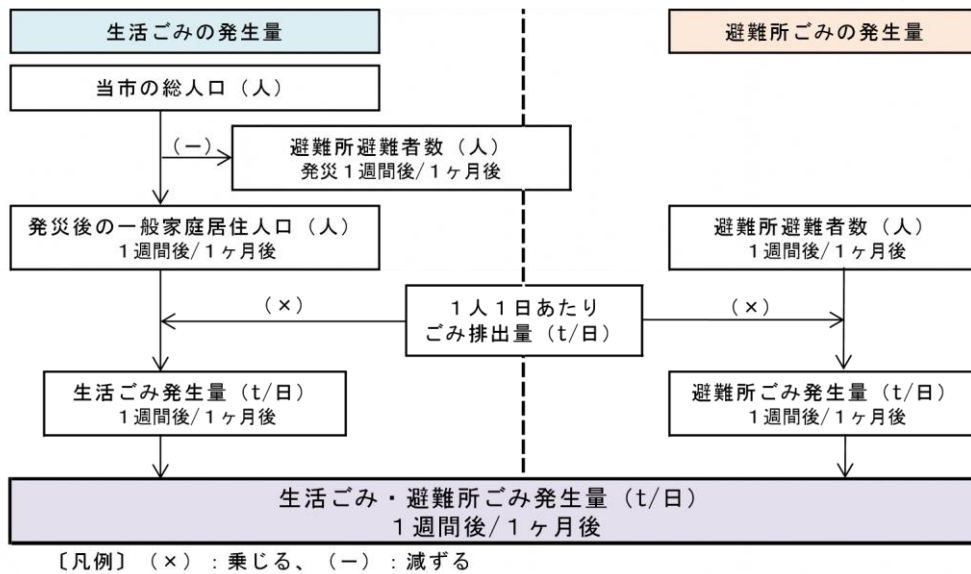 生活ごみの発生量
避難所ごみの発生量
当市の総人口（人）
（－）
避難所避難者数（人）
発災１週間後/１ヶ月後
発災後の一般家庭居住人口（人）
１週間後/１ヶ月後
避難所避難者数（人）
１週間後/１ヶ月後
（×）
１人１日あたり
ごみ排出量（t/日）
（×）
生活ごみ発生量（t/日）
１週間後/１ヶ月後
避難所ごみ発生量（t/日）
１週間後/１ヶ月後
生活ごみ・避難所ごみ発生量（t/日）
１週間後/１ヶ月後
〔凡例〕（×）：乗じる、（－）：減ずる